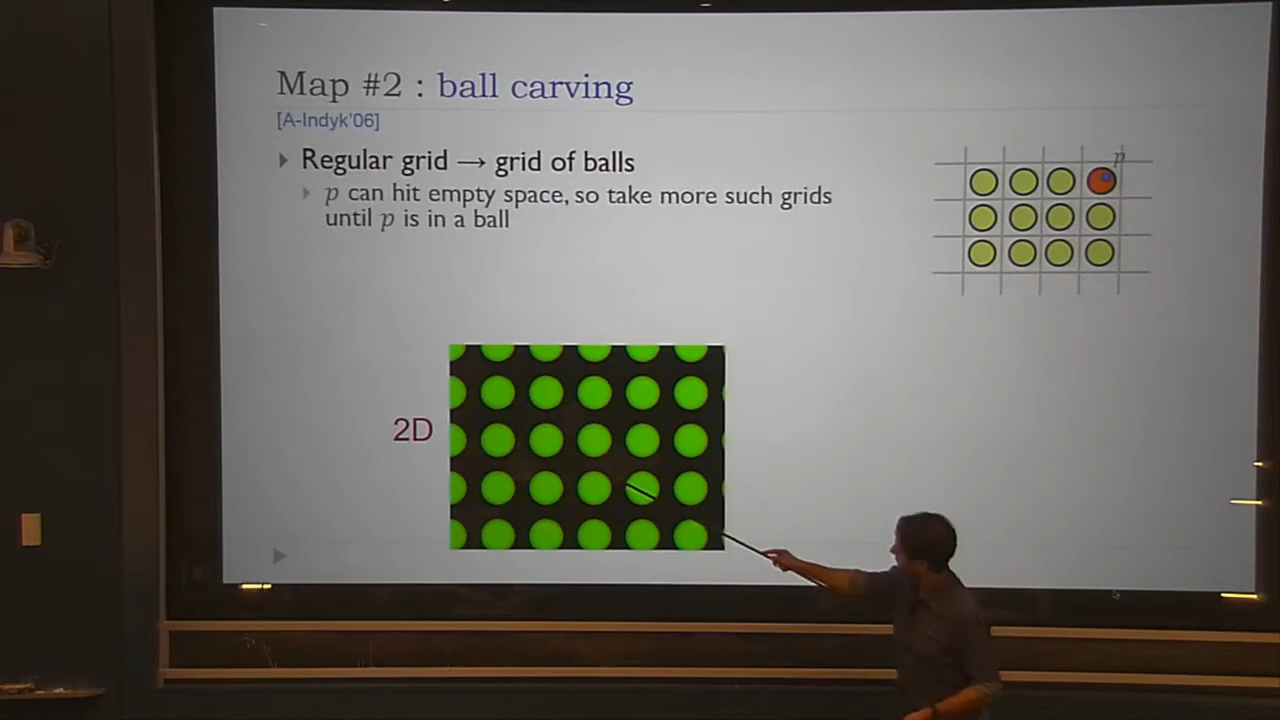 Map #2 : ball carving
[A-Indyk'06]
Regular grid → grid of balls
p
p can hit empty space, so take more such grids
until p is in a ball
2D